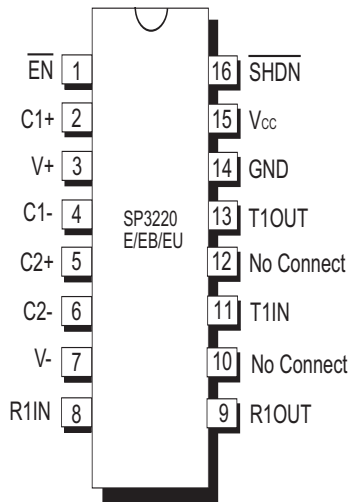 EN 1
C1+ 2
V+ 3
C1- 4
C2+ 5
C2- 6
V- 7
R1IN 8
SP3220
E/EB/EU
16 SHDN
15 Vcc
14 GND
13 T1OUT
12 No Connect
11 T1IN
10 No Connect
9 R1OUT